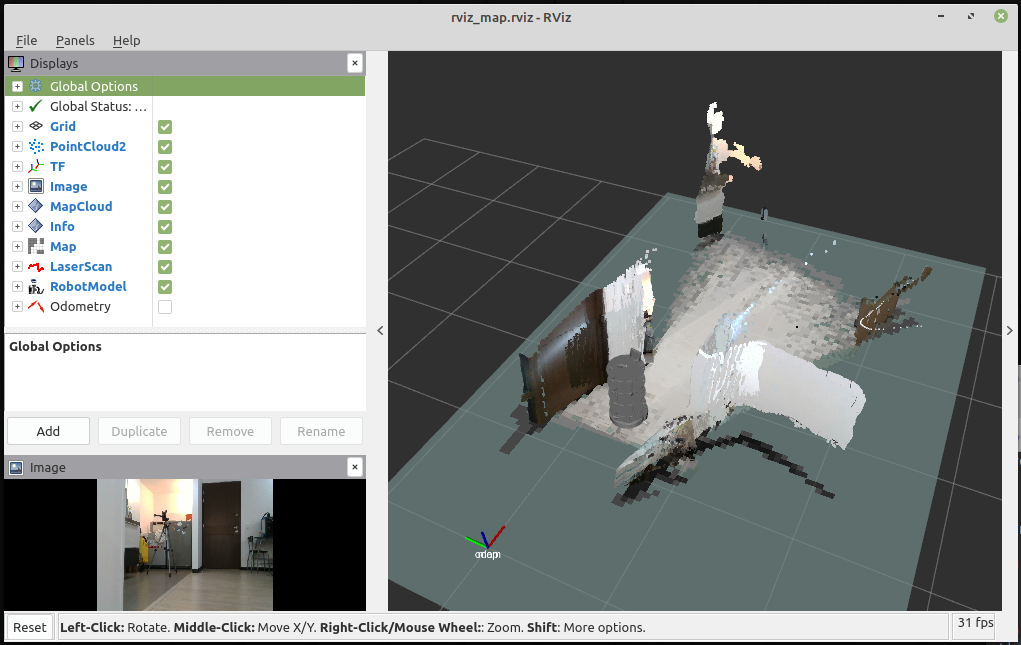 rviz_map.rviz - RViz
File Panels Help
Displays
Global Options
Global Status: ...
Grid
PointCloud2
TF
Image
MapCloud
Info
Map
LaserScan
RobotModel
Odometry
Global Options
Add Duplicate Remove Rename
Image
map
Reset Left-Click: Rotate. Middle-Click: Move X/Y. Right-Click/Mouse Wheel:: Zoom. Shift: More options. 31 fps